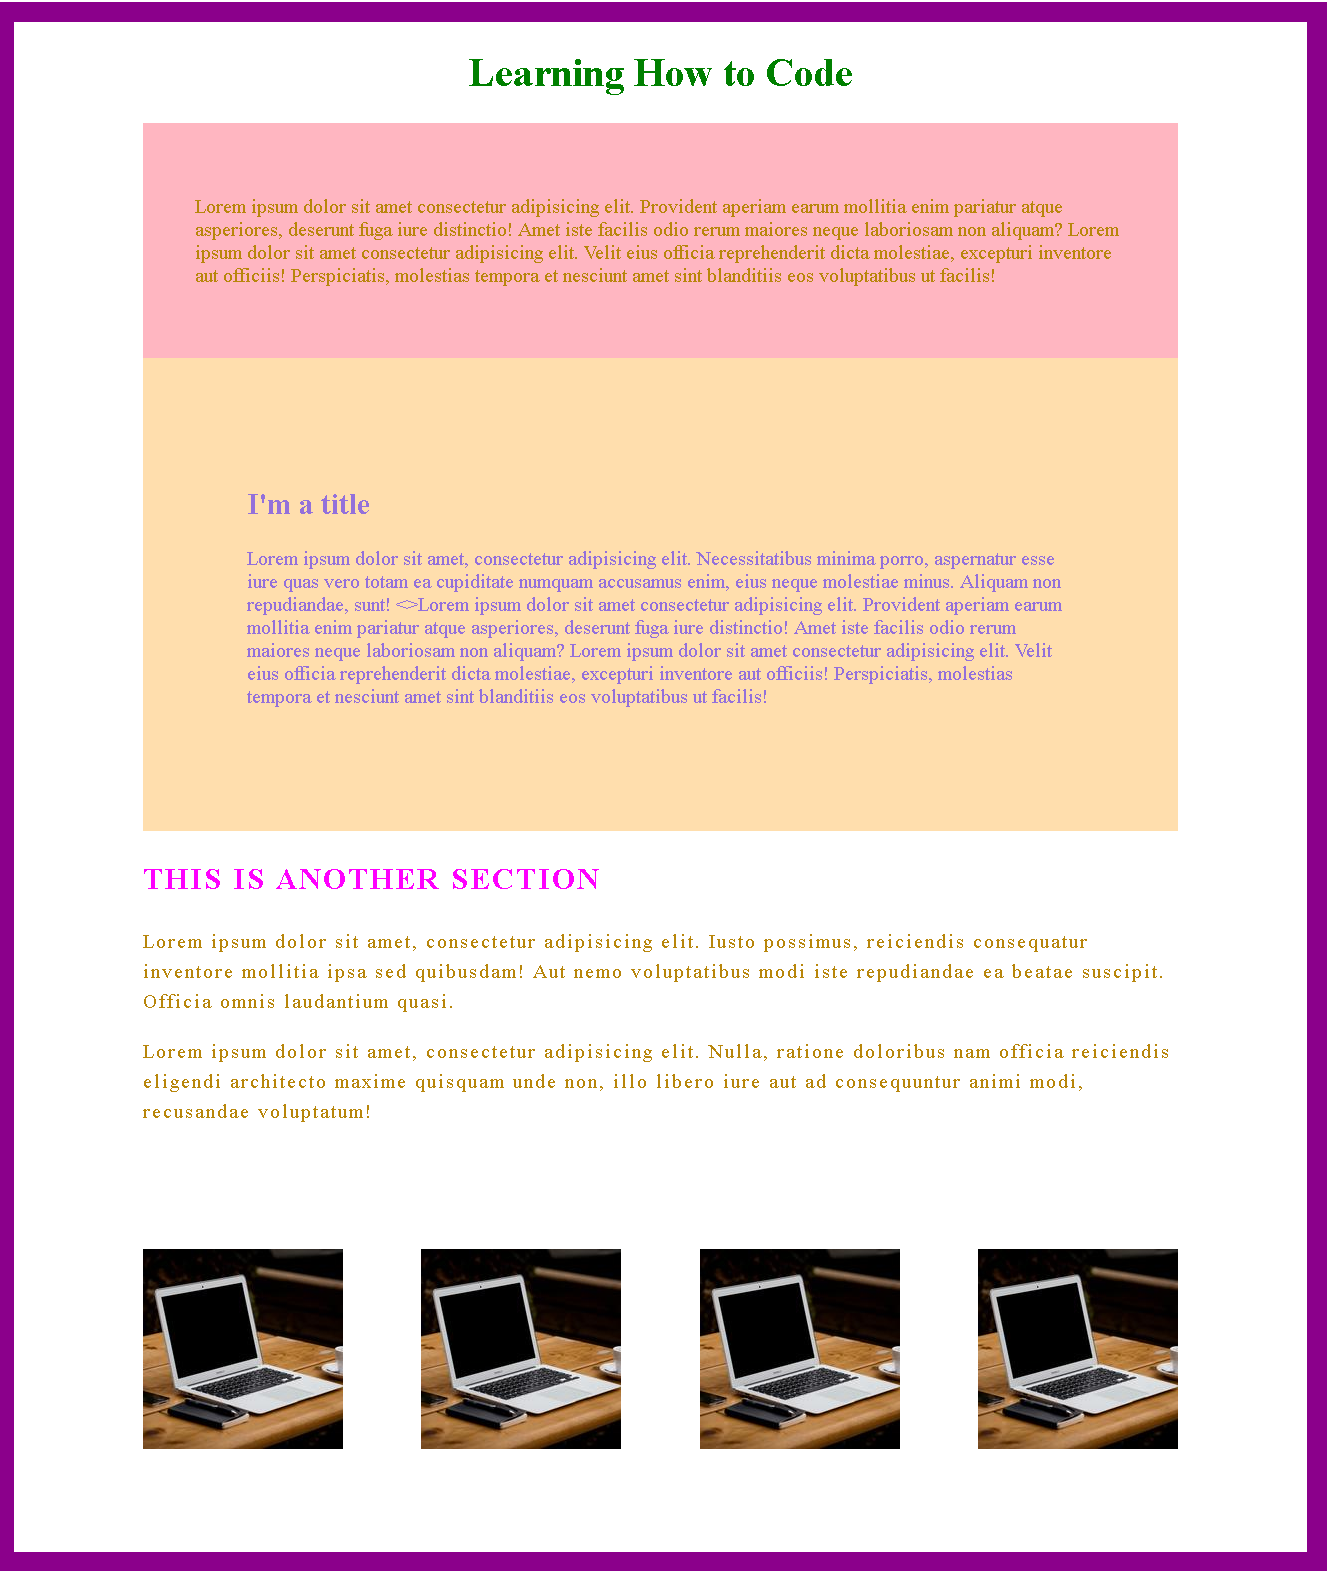 Learning How to Code
Lorem ipsum dolor sit amet consectetur adipisicing elit. Provident aperiam earum mollitia enim pariatur atque
asperiores, deserunt fuga iure distinctio! Amet iste facilis odio rerum maiores neque laboriosam non aliquam? Lorem
ipsum dolor sit amet consectetur adipisicing elit. Velit eius officia reprehenderit dicta molestiae, excepturi inventore
aut officiis! Perspiciatis, molestias tempora et nesciunt amet sint blanditiis eos voluptatibus ut facilis!
I'm a title
Lorem ipsum dolor sit amet, consectetur adipisicing elit. Necessitatibus minima porro, aspernatur esse
iure quas vero totam ea cupiditate numquam accusamus enim, eius neque molestiae minus. Aliquam non
repudiandae, sunt! <>Lorem ipsum dolor sit amet consectetur adipisicing elit. Provident aperiam earum
mollitia enim pariatur atque asperiores, deserunt fuga iure distinctio! Amet iste facilis odio rerum
maiores neque laboriosam non aliquam? Lorem ipsum dolor sit amet consectetur adipisicing elit. Velit
eius officia reprehenderit dicta molestiae, excepturi inventore aut officiis! Perspiciatis, molestias
tempora et nesciunt amet sint blanditiis eos voluptatibus ut facilis!
THIS IS ANOTHER SECTION
Lorem ipsum dolor sit amet, consectetur adipisicing elit. Iusto possimus, reiciendis consequatur
inventore mollitia ipsa sed quibusdam! Aut nemo voluptatibus modi iste repudiandae ea beatae suscipit.
Officia omnis laudantium quasi.
Lorem ipsum dolor sit amet, consectetur adipisicing elit. Nulla, ratione doloribus nam officia reiciendis
eligendi architecto maxime quisquam unde non, illo libero iure aut ad consequuntur animi modi,
recusandae voluptatum!